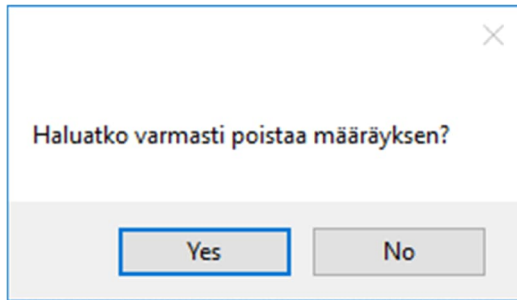 Haluatko varmasti poistaa määräyksen?
Yes No